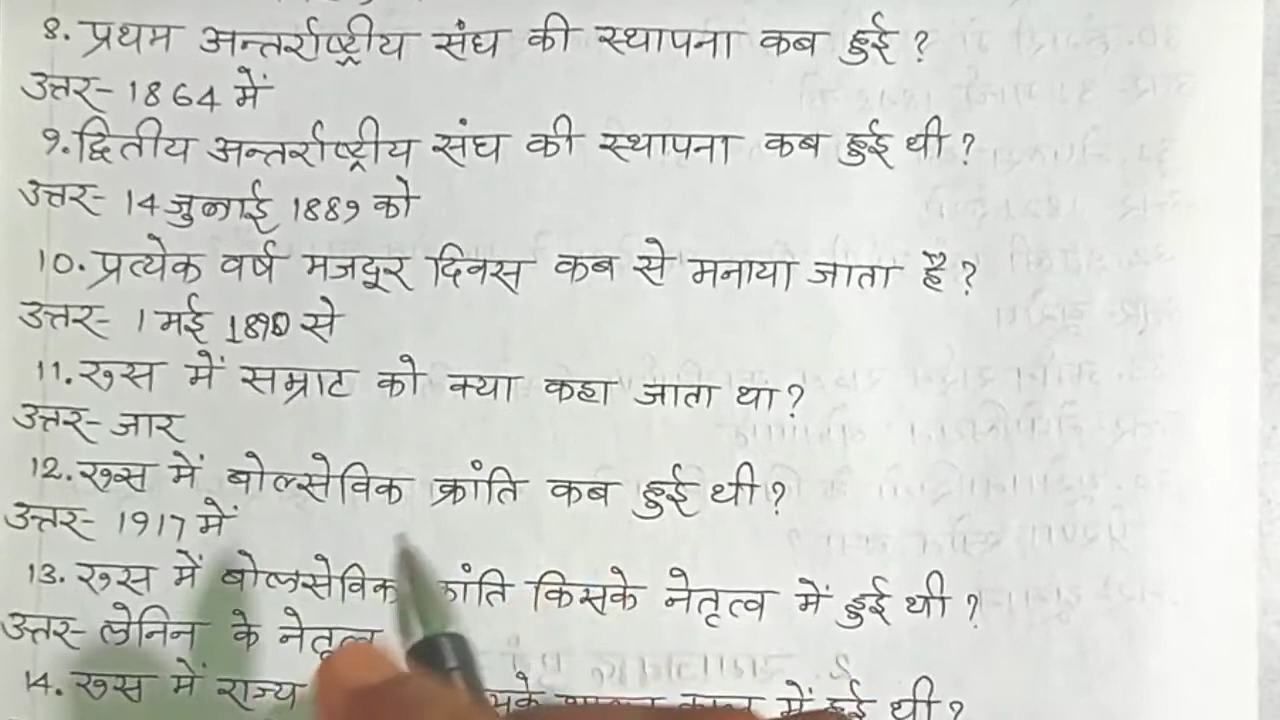 8. प्रथम अन्तर्राष्ट्रीय संघ की स्थापना कब हुई ?
उत्तर- 1864 में
9. द्वितीय अन्तर्राष्ट्रीय संघ की स्थापना कब हुई थी ?
उत्तर- 14 जुलाई 1889 को
10. प्रत्येक वर्ष मजदूर दिवस कब से मनाया जाता है ?
उत्तर- 1 मई 1890 से
11. रूस में सम्राट को क्या कहा जाता था ?
उत्तर- जार
12. रूस में बोल्सेविक क्रांति कब हुई थी ?
उत्तर- 1917 में
13. रूस में बोल्सेविक क्रांति किसके नेतृत्व में हुई थी ?
उत्तर- लेनिन के नेतृत्व
14. रूस में राज्य में हुई थी ?